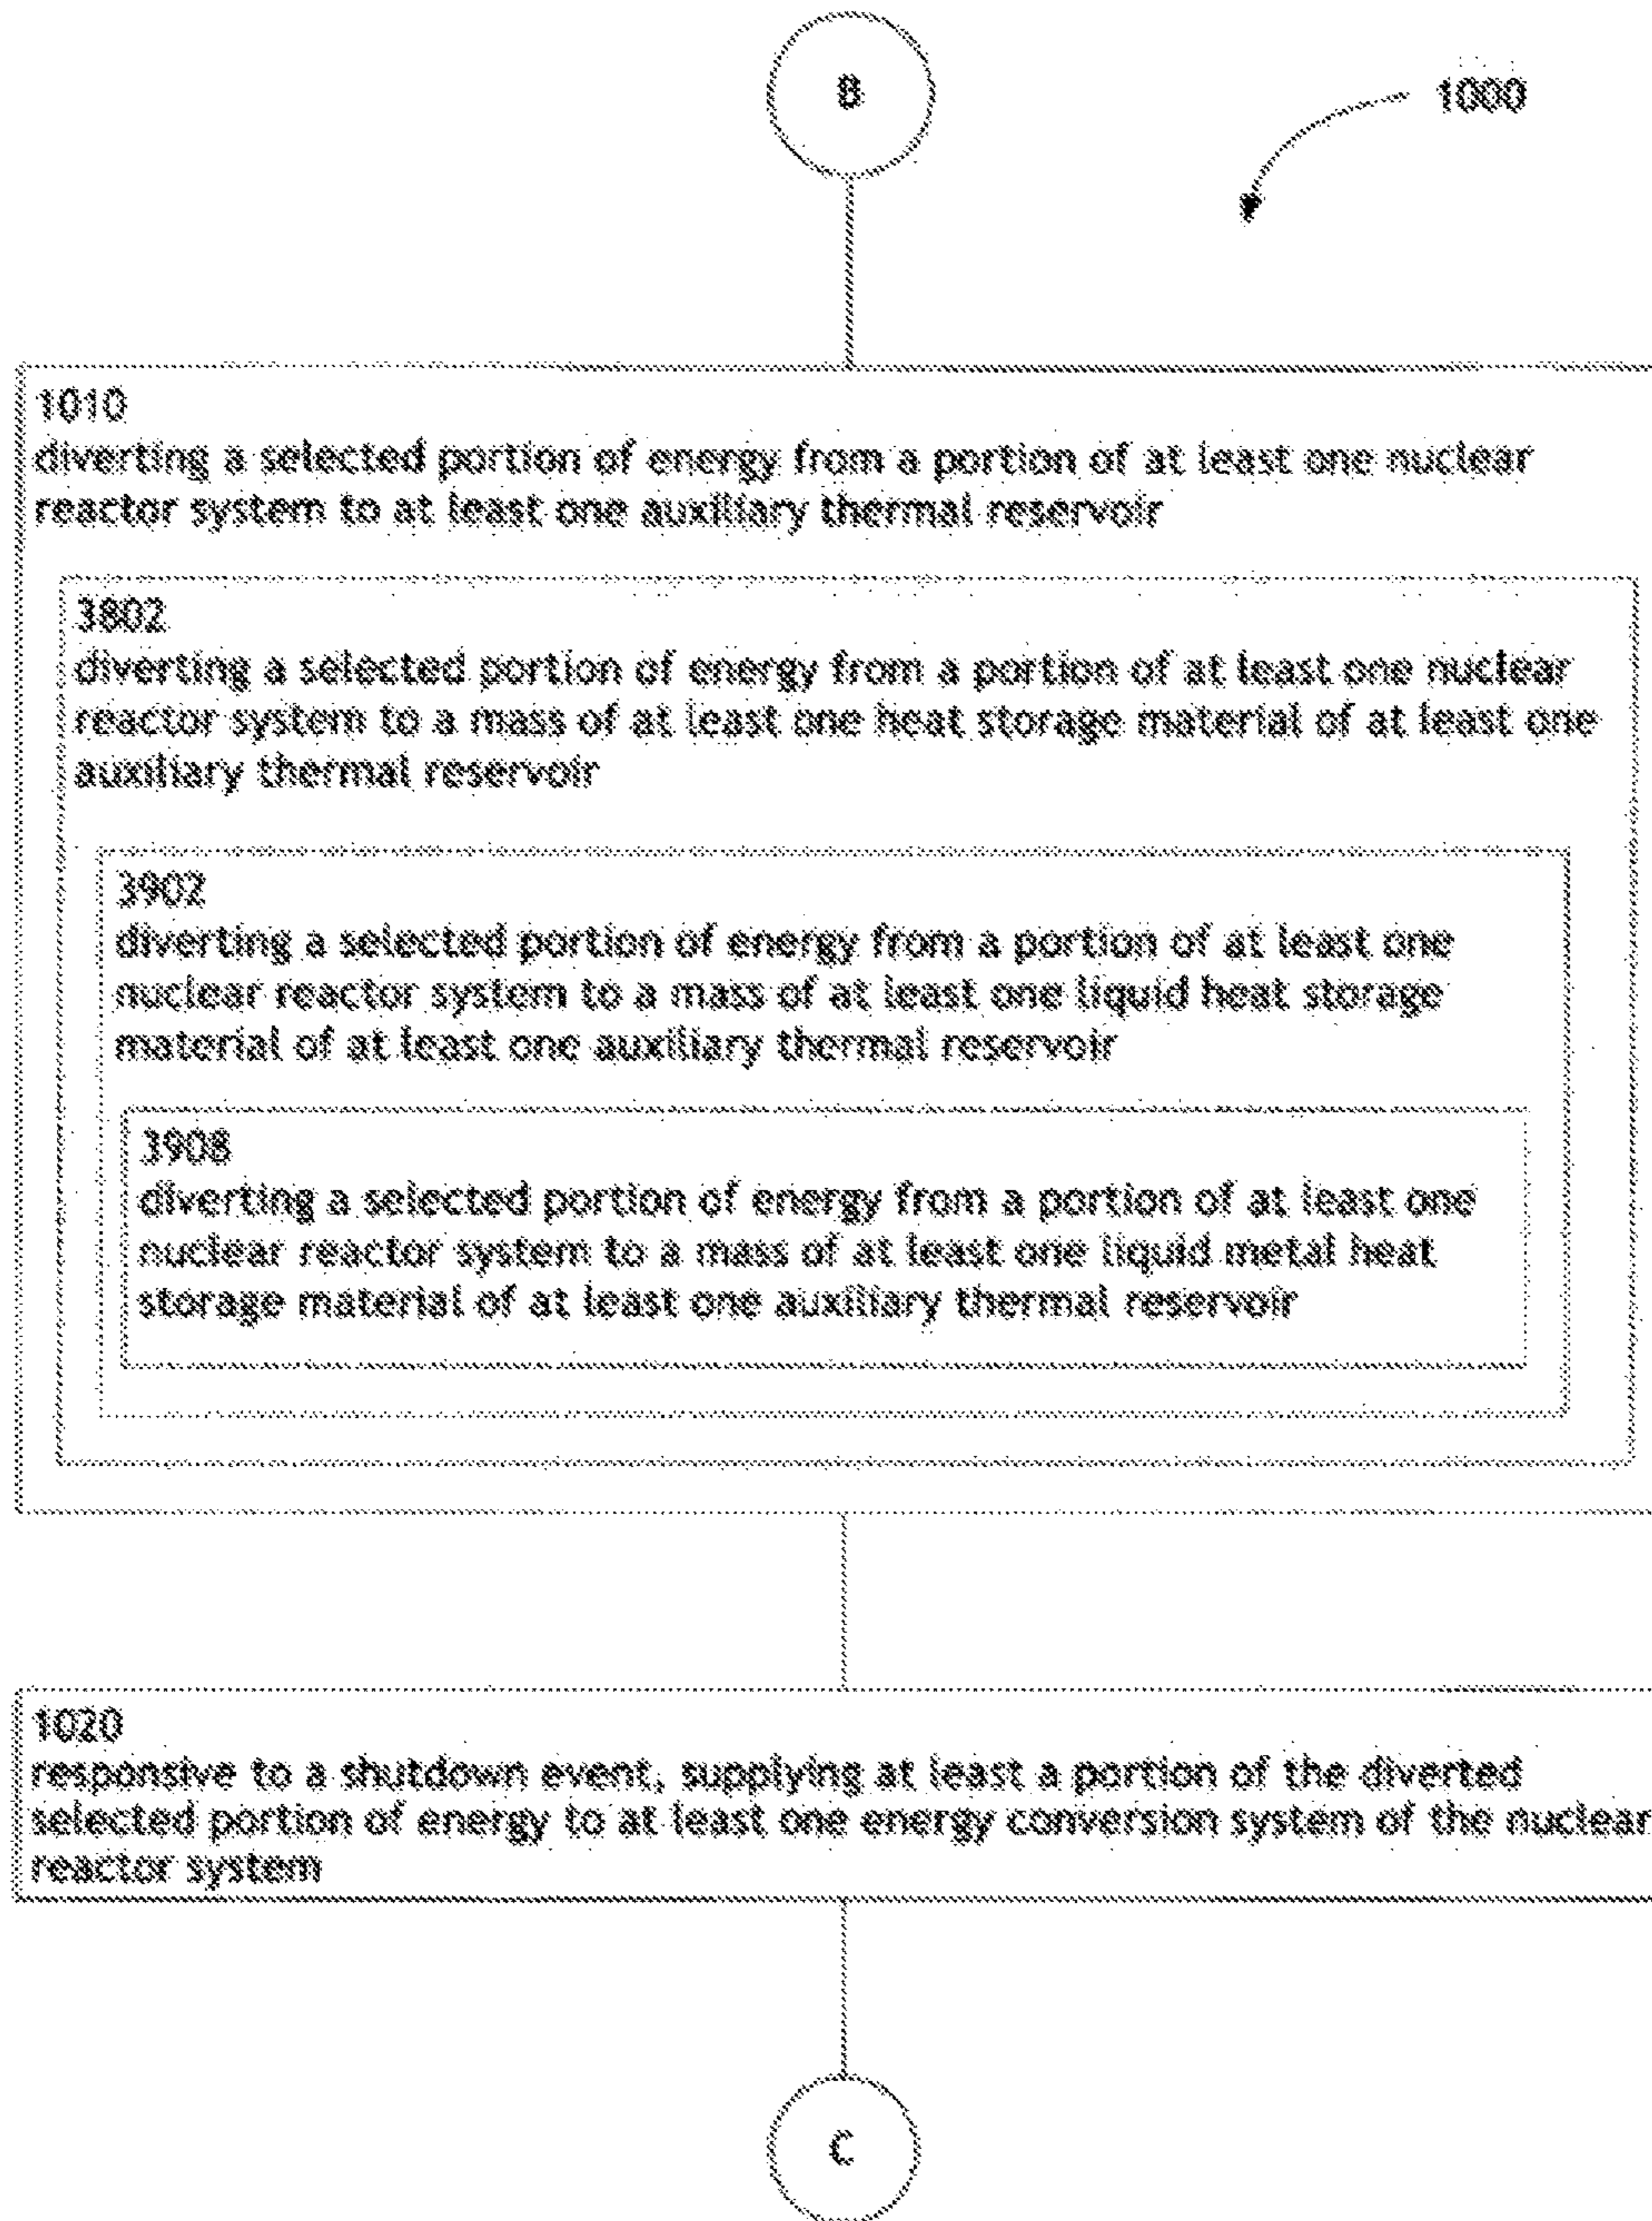 B
1000
1010
diverting a selected portion of energy from a portion of at least one nuclear
reactor system to at least one auxiliary thermal reservoir
3802
diverting a selected portion of energy from a portion of at least one nuclear
reactor system to a mass of at least one heat storage material of at least one
auxiliary thermal reservoir
3902
diverting a selected portion of energy from a portion of at least one
nuclear reactor system to a mass of at least one liquid heat storage
material of at least one auxiliary thermal reservoir
3908
diverting a selected portion of energy from a portion of at least one
nuclear reactor system to a mass of at least one liquid metal heat
storage material of at least one auxiliary thermal reservoir
1020
responsive to a shutdown event, supplying at least a portion of the diverted
selected portion of energy to at least one energy conversion system of the nuclear
reactor system
C